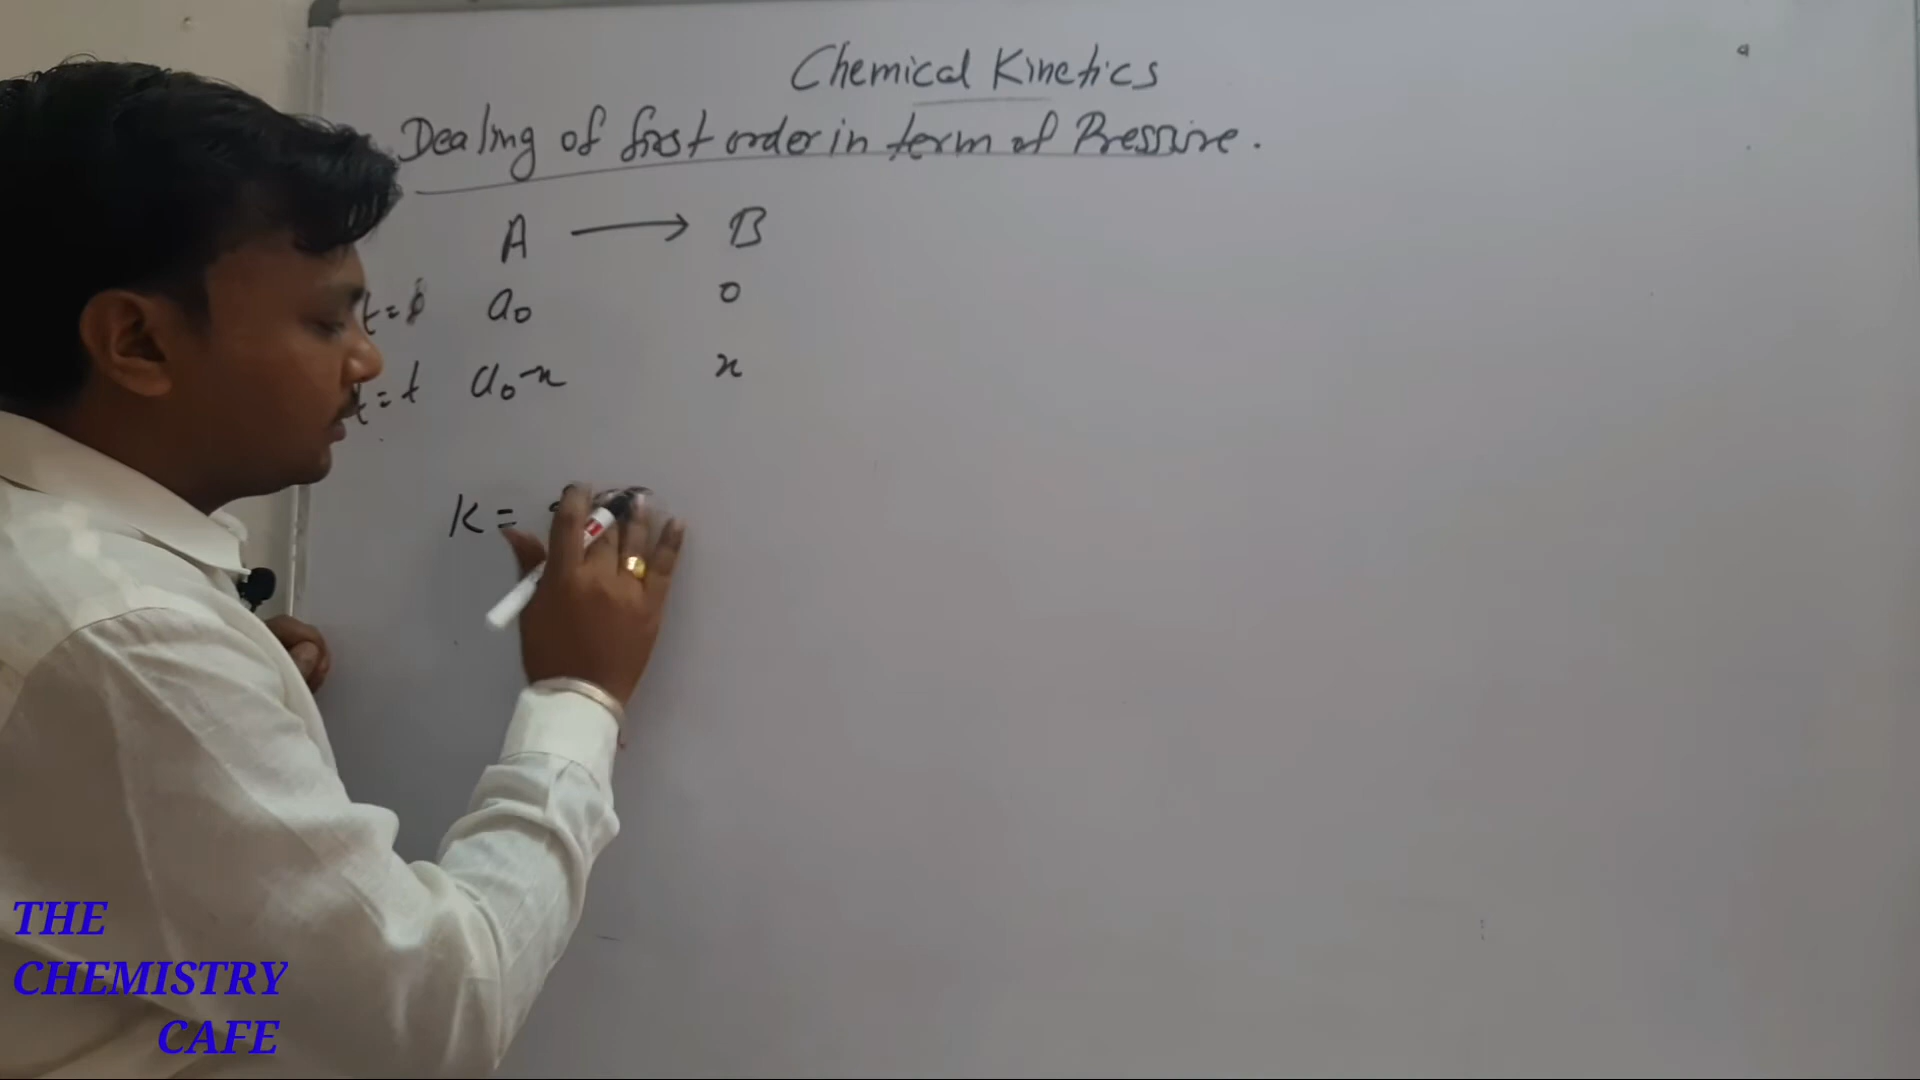 Chemical Kinetics
Dealing of first order in term of Pressure.
A ⟶ B
t=0 a₀ 0
t=t a₀-x x
K =
THE
CHEMISTRY
CAFE